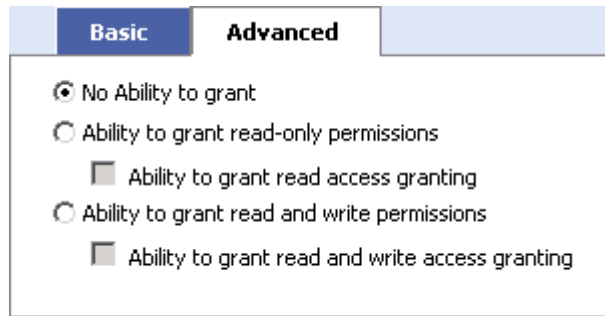 Basic Advanced
No Ability to grant
Ability to grant read-only permissions
Ability to grant read access granting
Ability to grant read and write permissions
Ability to grant read and write access granting